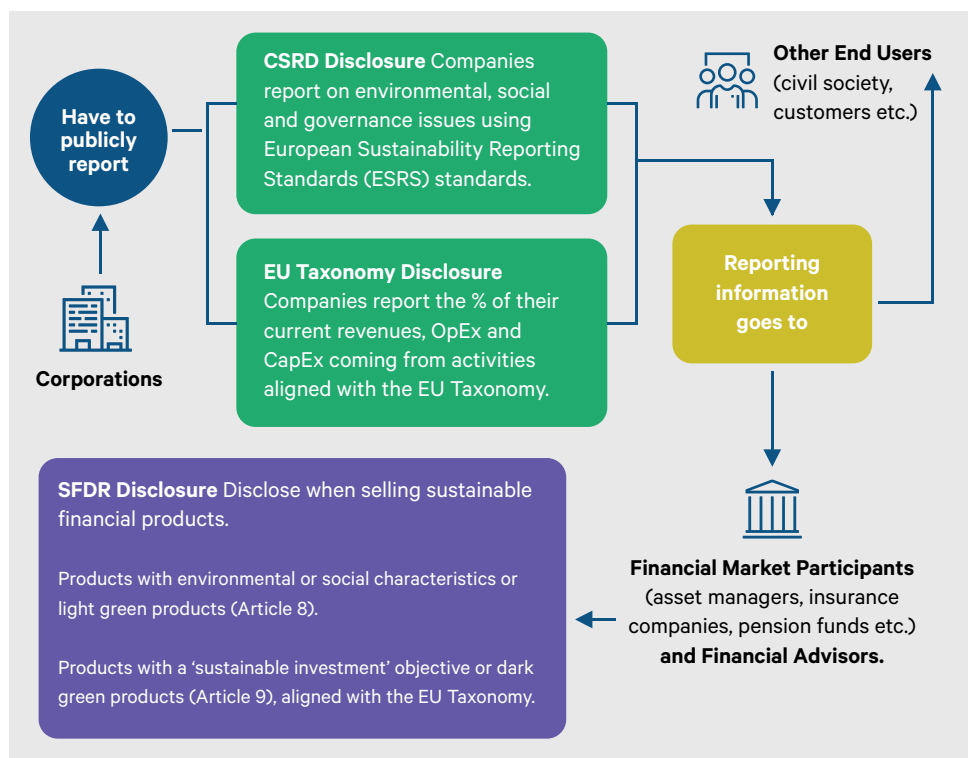 Have to
publicly
report
Corporations
CSRD Disclosure Companies
report on environmental, social
and governance issues using
European Sustainability Reporting
Standards (ESRS) standards.
EU Taxonomy Disclosure
Companies report the % of their
current revenues, OpEx and
CapEx coming from activities
aligned with the EU Taxonomy.
Other End Users
(civil society,
customers etc.)
Reporting
information
goes to
Financial Market Participants
(asset managers, insurance
companies, pension funds etc.)
and Financial Advisors.
SFDR Disclosure Disclose when selling sustainable
financial products.
Products with environmental or social characteristics or
light green products (Article 8).
Products with a ‘sustainable investment’ objective or dark
green products (Article 9), aligned with the EU Taxonomy.